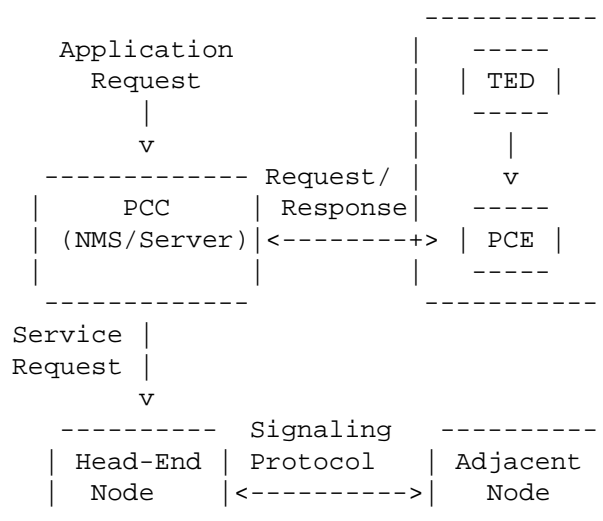 Application
Request
TED
Request/
Response
PCC
(NMS/Server)
PCE
Service
Request
Signaling
Protocol
Head-End
Node
Adjacent
Node